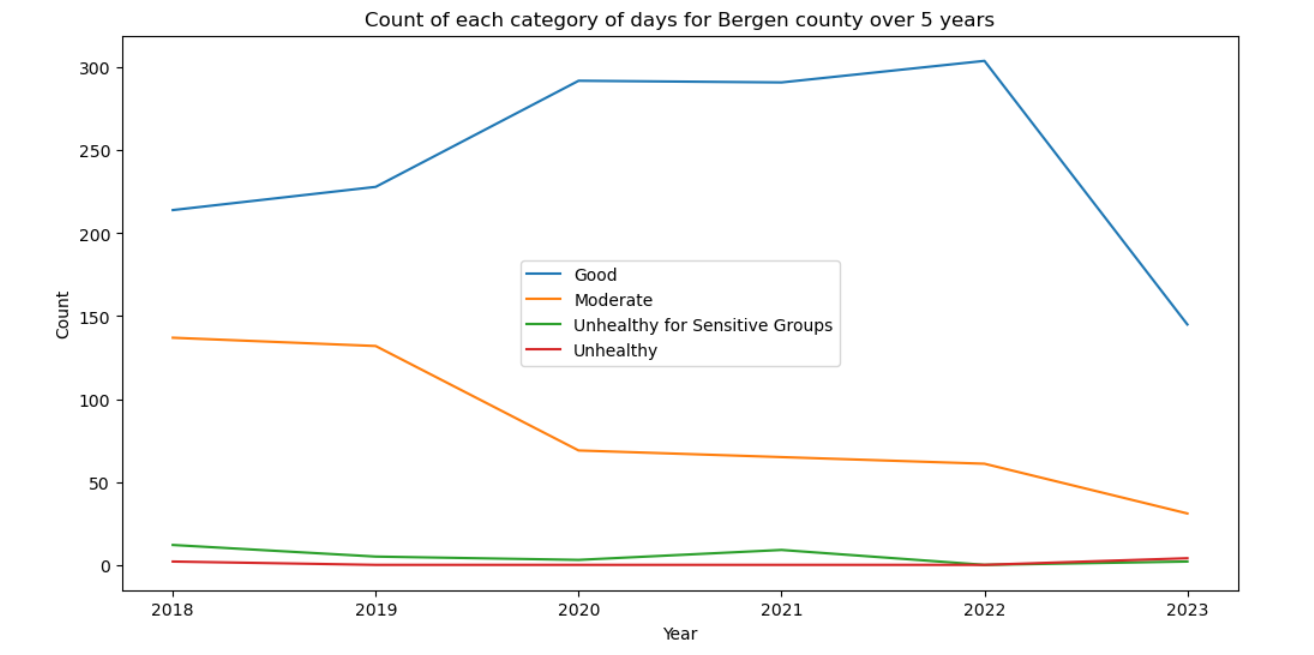 Count of each category of days for Bergen county over 5 years
300
250
200
150
100
50
0
Count
Good
Moderate
Unhealthy for Sensitive Groups
Unhealthy
2018 2019 2020 2021 2022 2023
Year